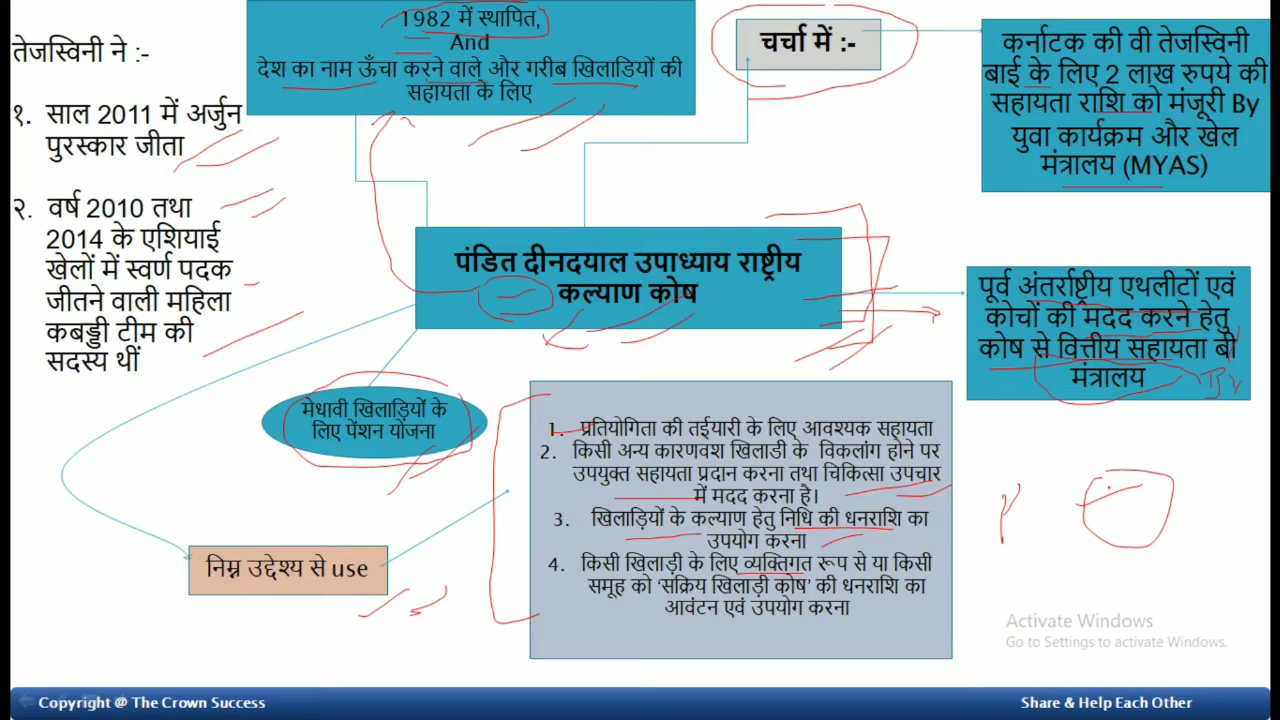 तेजस्विनी ने :-
१. साल 2011 में अर्जुन
पुरस्कार जीता
२. वर्ष 2010 तथा
2014 के एशियाई
खेलों में स्वर्ण पदक
जीतने वाली महिला
कबड्डी टीम की
सदस्य थीं
1982 में स्थापित,
And
देश का नाम ऊँचा करने वाले और गरीब खिलाडियों की
सहायता के लिए
चर्चा में :-
कर्नाटक की वी तेजस्विनी
बाई के लिए 2 लाख रुपये की
सहायता राशि को मंजूरी By
युवा कार्यक्रम और खेल
मंत्रालय (MYAS)
पंडित दीनदयाल उपाध्याय राष्ट्रीय
कल्याण कोष
पूर्व अंतर्राष्ट्रीय एथलीटों एवं
कोचों की मदद करने हेतु
कोष से वित्तीय सहायता बी
मंत्रालय
मेधावी खिलाड़ियों के
लिए पेंशन योजना
निम्न उद्देश्य से use
1. प्रतियोगिता की तईयारी के लिए आवश्यक सहायता
2. किसी अन्य कारणवश खिलाडी के विकलांग होने पर
उपयुक्त सहायता प्रदान करना तथा चिकित्सा उपचार
में मदद करना है।
3. खिलाड़ियों के कल्याण हेतु निधि की धनराशि का
उपयोग करना
4. किसी खिलाड़ी के लिए व्यक्तिगत रूप से या किसी
समूह को 'सक्रिय खिलाड़ी कोष' की धनराशि का
आवंटन एवं उपयोग करना
Activate Windows
Go to Settings to activate Windows.
Copyright @ The Crown Success
Share & Help Each Other